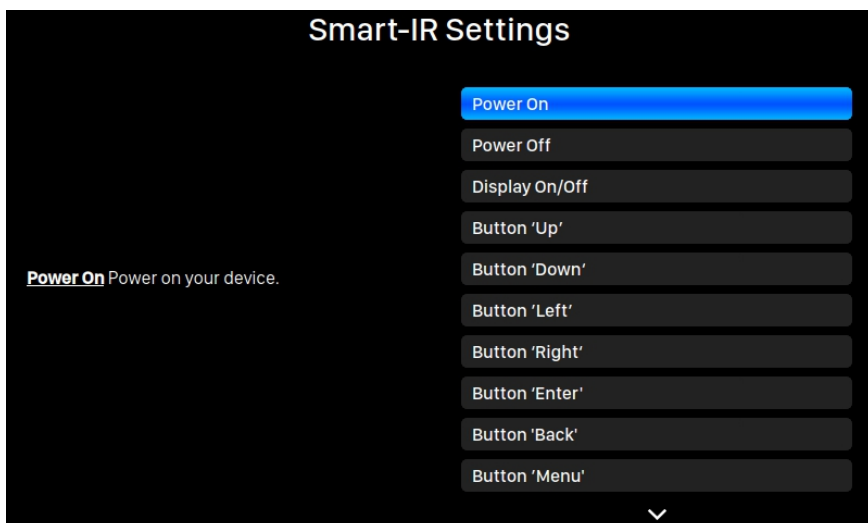 Smart-IR Settings
Power On
Power Off
Display On/Off
Button ‘Up’
Button ‘Down’
Power On Power on your device.
Button ‘Left’
Button ‘Right’
Button ‘Enter'
Button 'Back'
Button ‘Menu'